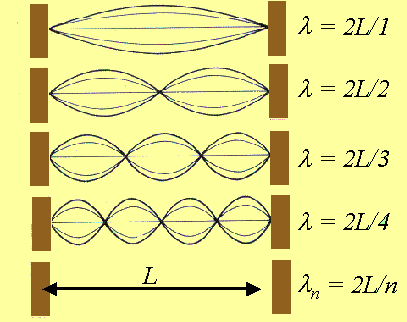 λ = 2L/1
λ = 2L/2
λ = 2L/3
λ = 2L/4
L
λₙ = 2L/n